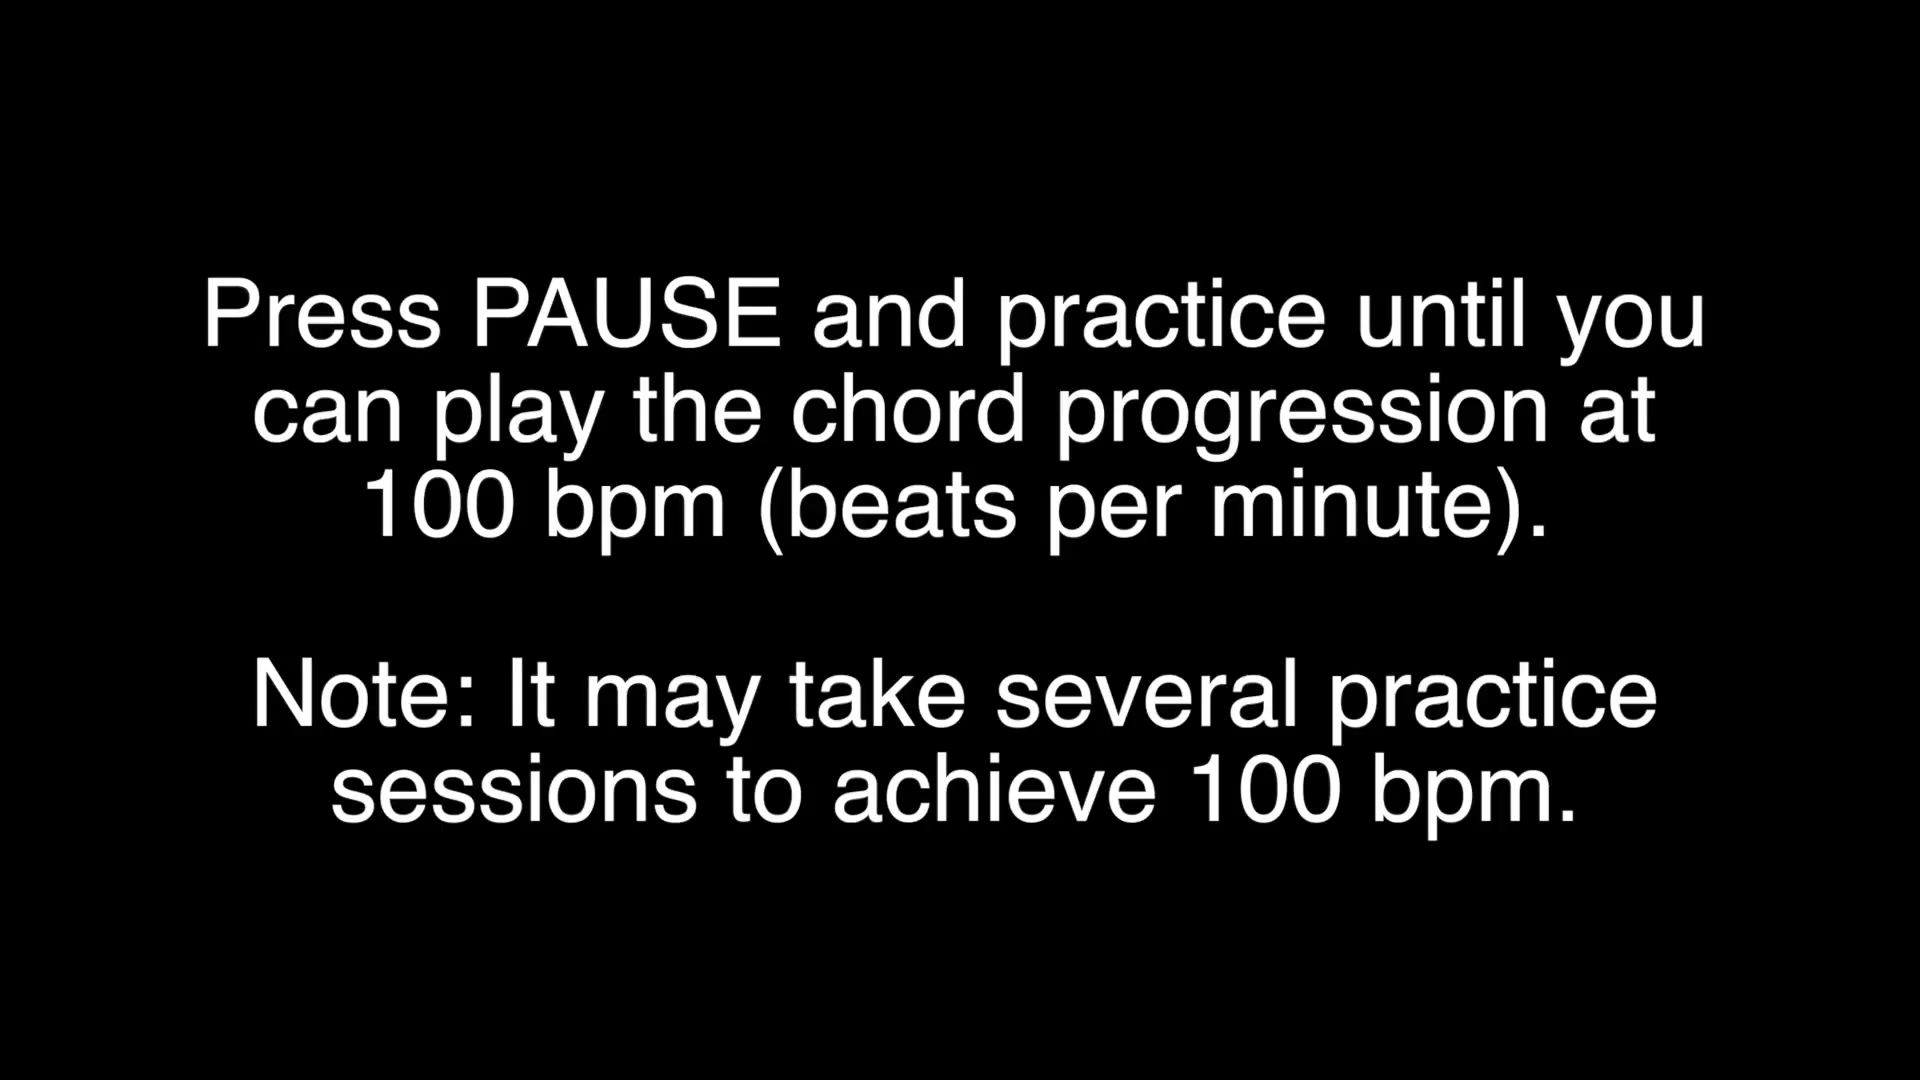 Press PAUSE and practice until you
can play the chord progression at
100 bpm (beats per minute).
Note: It may take several practice
sessions to achieve 100 bpm.